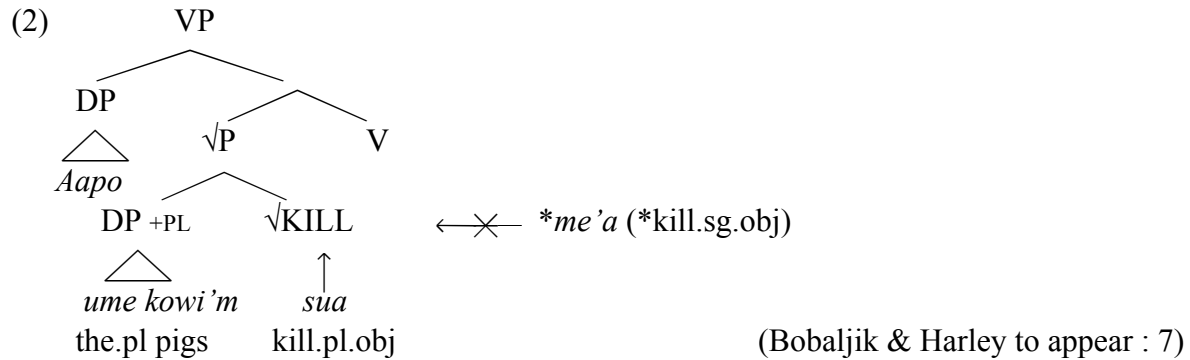 (2) VP
DP
√P V
Aapo
DP +PL √KILL *me’a (*kill.sg.obj)
ume kowi’m sua
the.pl pigs kill.pl.obj (Bobaljik & Harley to appear : 7)